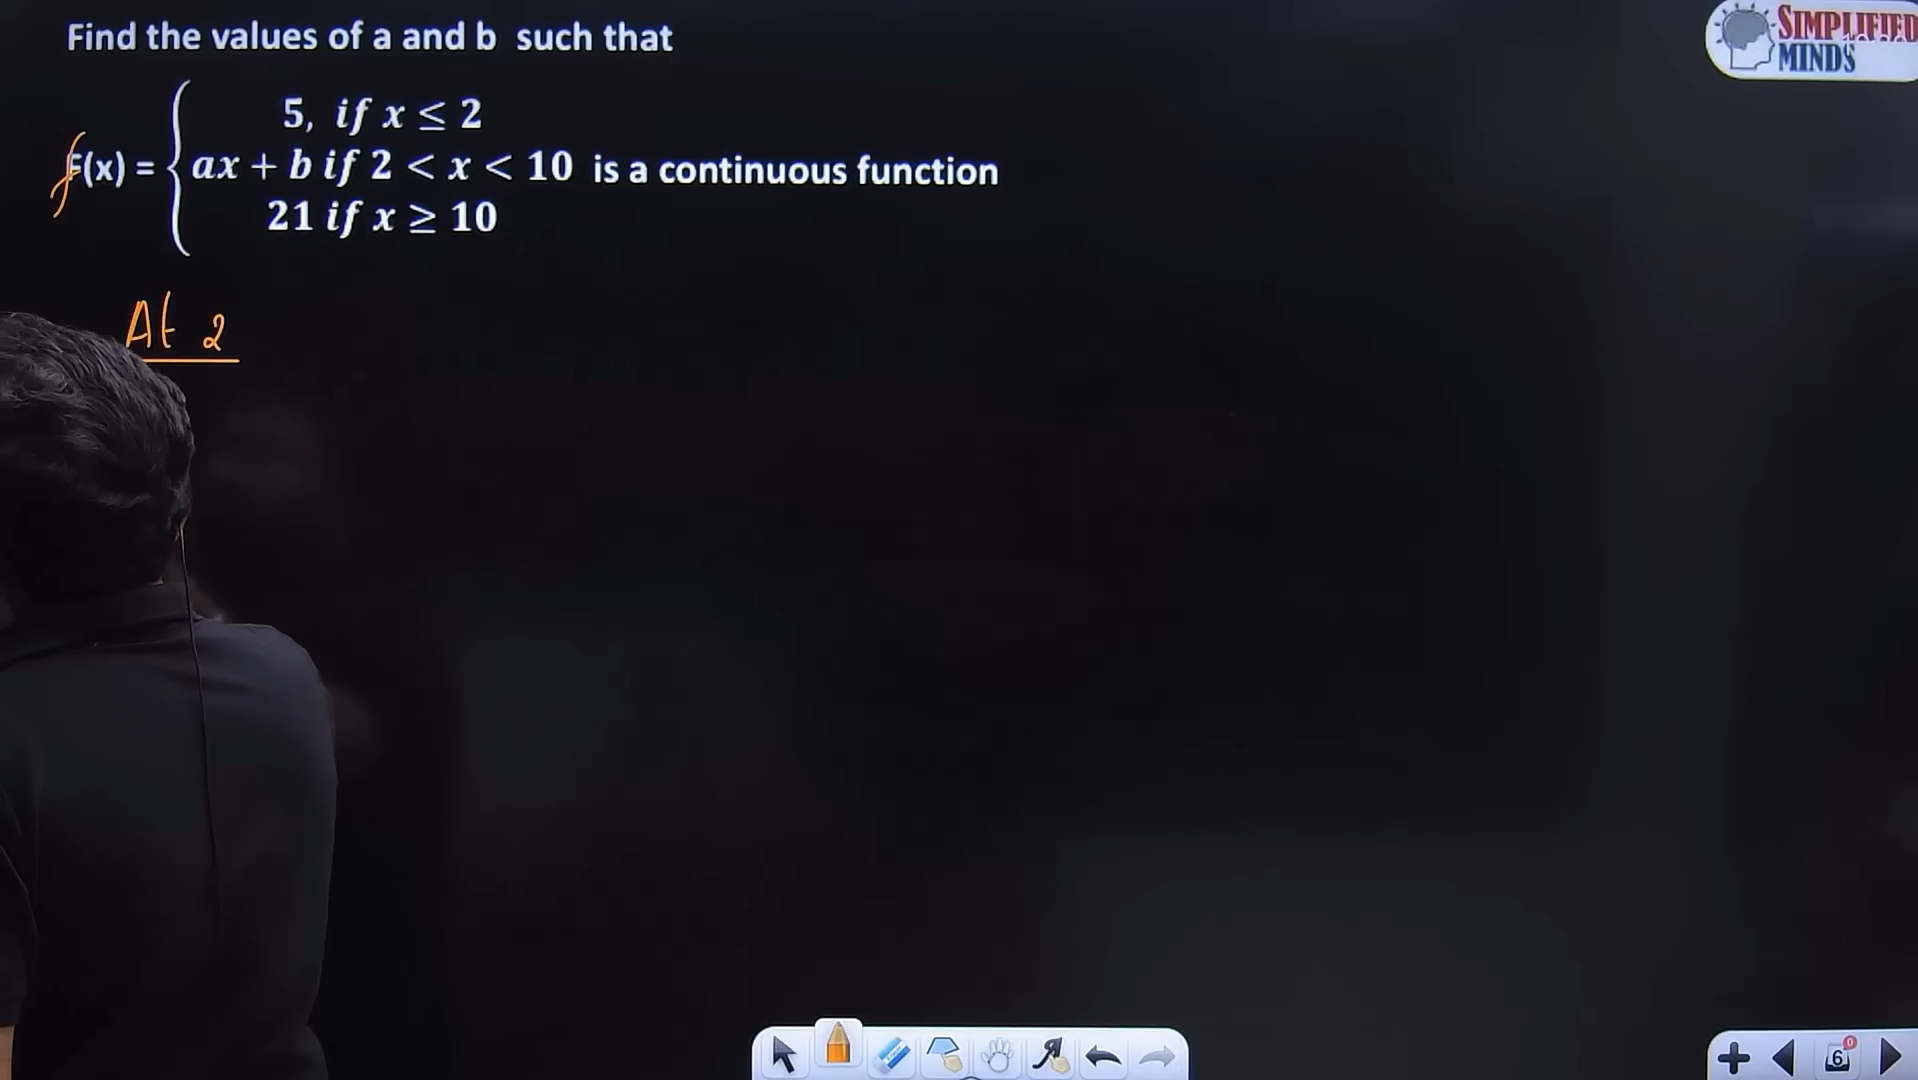 Find the values of a and b such that
5, if x ≤ 2
f(x) = { ax + b if 2 < x < 10 is a continuous function
21 if x ≥ 10
At 2
SIMPLIFIED
MINDS
6
0